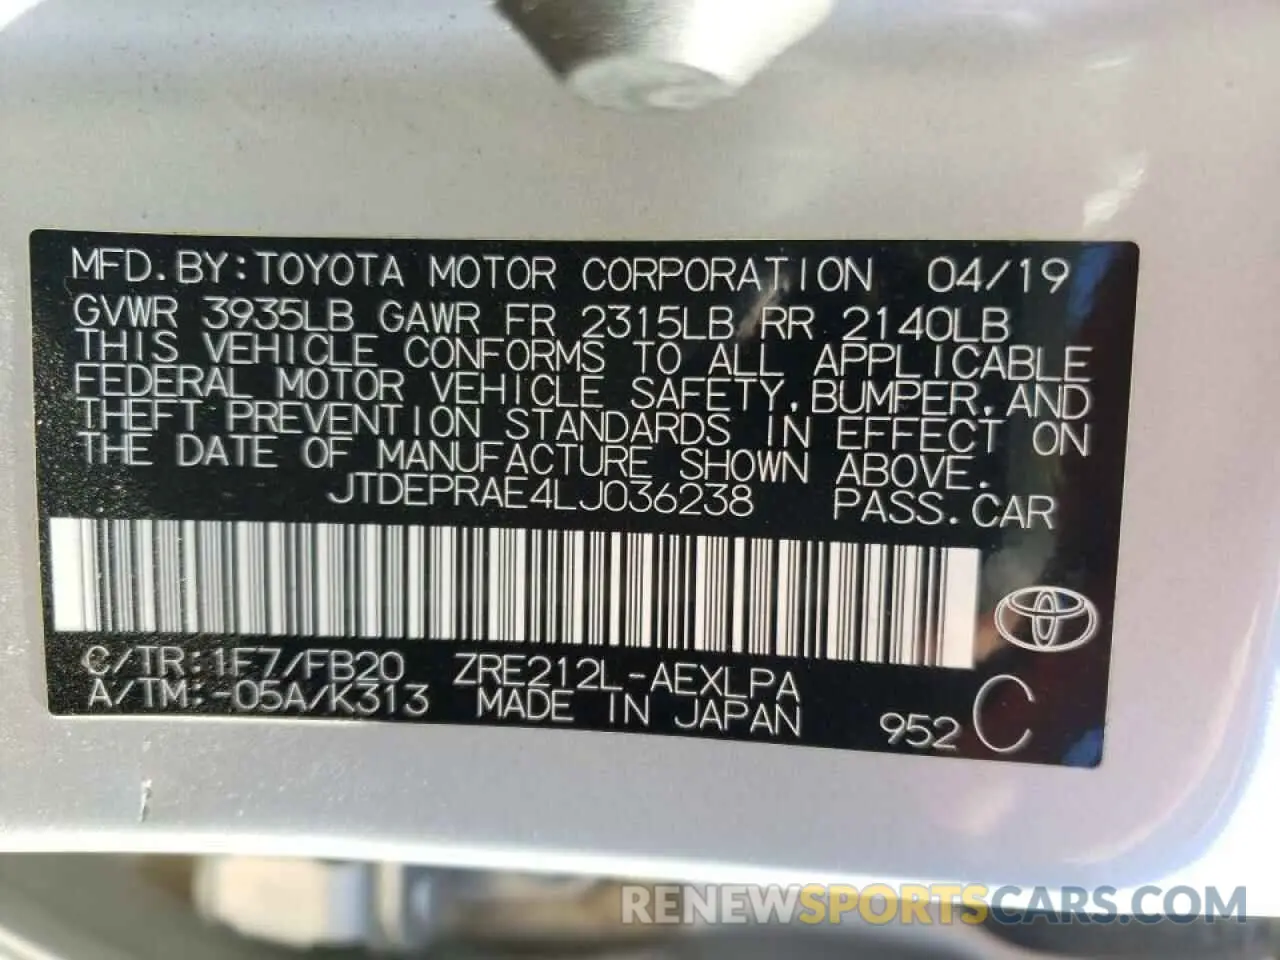 MFD.BY:TOYOTA MOTOR CORPORATION 04/19
GVWR 3935LB GAWR FR 2315LB RR 2140LB
THIS VEHICLE CONFORMS TO ALL APPLICABLE
FEDERAL MOTOR VEHICLE SAFETY,BUMPER,AND
THEFT PREVENTION STANDARDS IN EFFECT ON
THE DATE OF MANUFACTURE SHOWN ABOVE.
JTDEPRAE4LJ036238 PASS.CAR
C/TR:1F7/FB20 ZRE212L-AEXLPA
A/TM:-05A/K313 MADE IN JAPAN 952 C
RENEWSPORTSCARS.COM